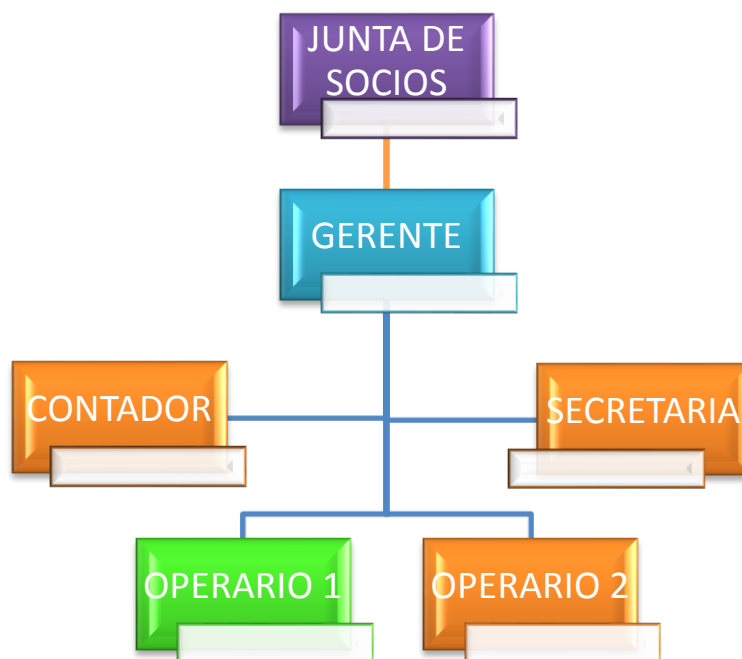 JUNTA DE
SOCIOS
GERENTE
CONTADOR
SECRETARIA
OPERARIO 1
OPERARIO 2